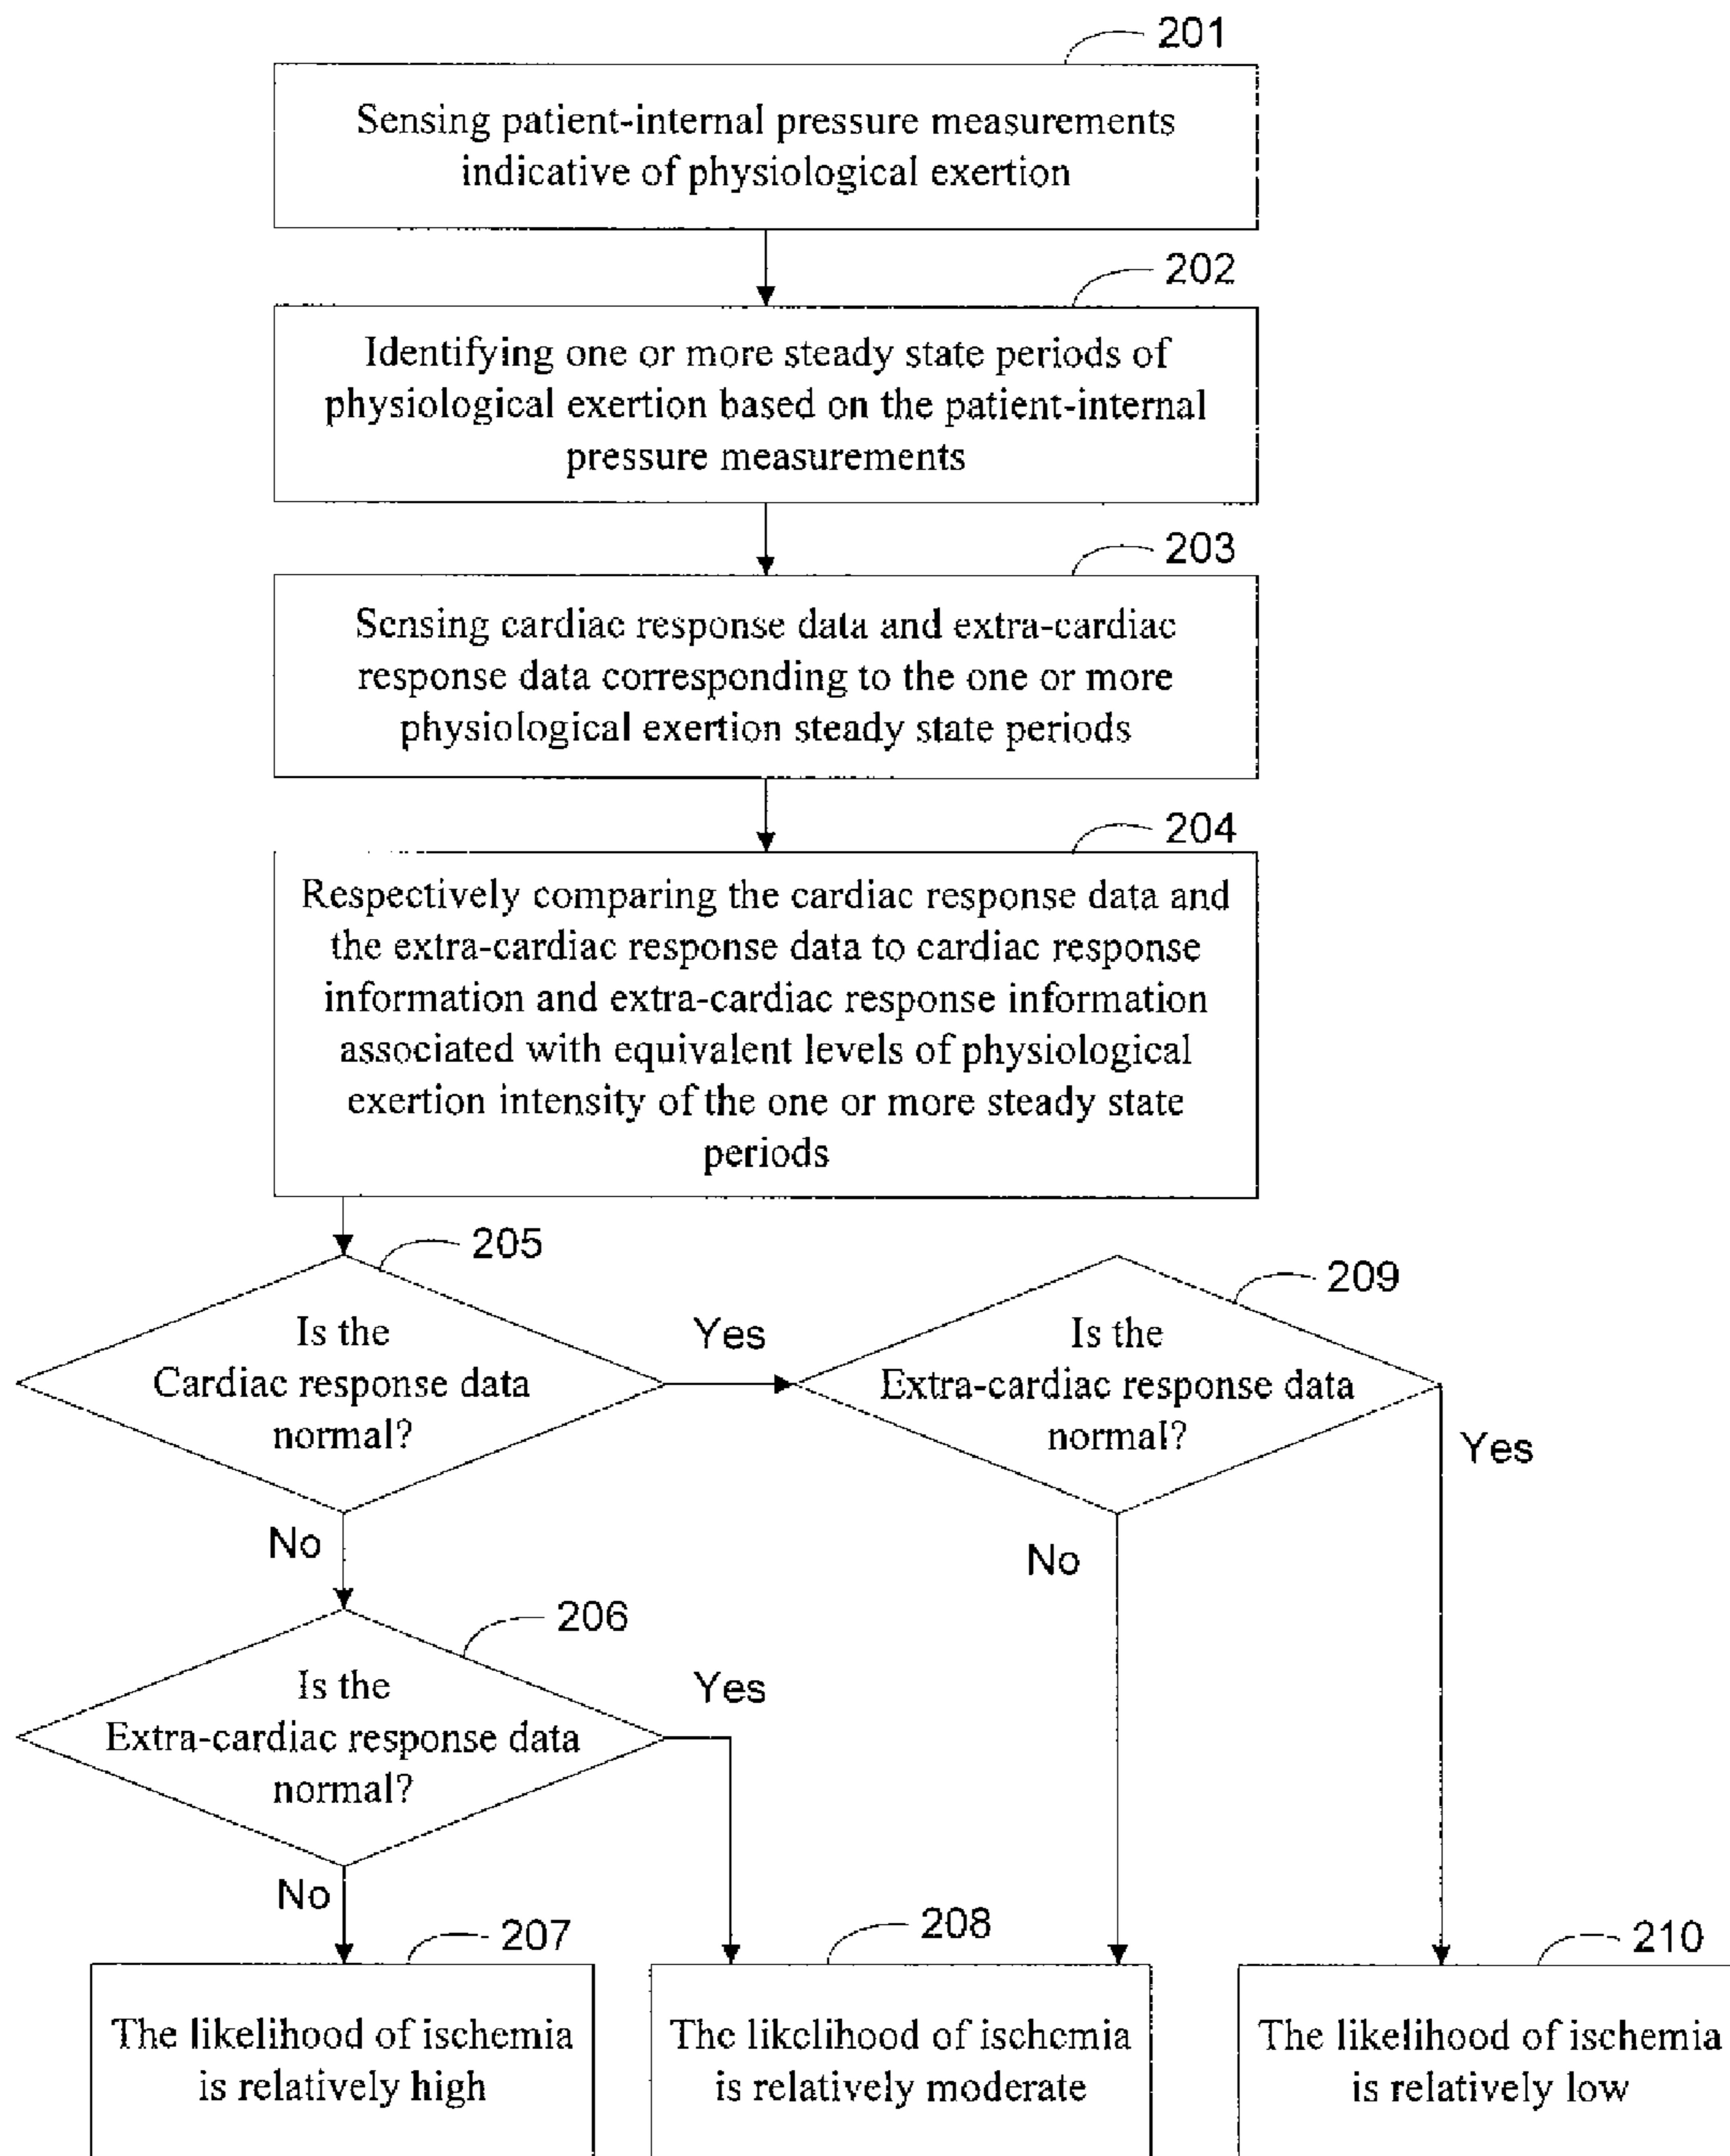 201
Sensing patient-internal pressure measurements
indicative of physiological exertion
202
Identifying one or more steady state periods of
physiological exertion based on the patient-internal
pressure measurements
203
Sensing cardiac response data and extra-cardiac
response data corresponding to the one or more
physiological exertion steady state periods
204
Respectively comparing the cardiac response data and
the extra-cardiac response data to cardiac response
information and extra-cardiac response information
associated with equivalent levels of physiological
exertion intensity of the one or more steady state
periods
205
Is the
Cardiac response data
normal?
Yes
209
Is the
Extra-cardiac response data
normal?
Yes
No
No
206
Is the
Extra-cardiac response data
normal?
Yes
No
207
The likelihood of ischemia
is relatively high
208
The likelihood of ischemia
is relatively moderate
210
The likelihood of ischemia
is relatively low